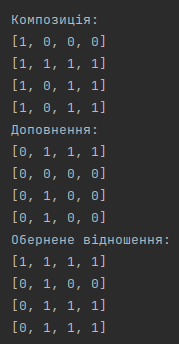 Композиція:
[1, 0, 0, 0]
[1, 1, 1, 1]
[1, 0, 1, 1]
[1, 0, 1, 1]
Доповнення:
[0, 1, 1, 1]
[0, 0, 0, 0]
[0, 1, 0, 0]
[0, 1, 0, 0]
Обернене відношення:
[1, 1, 1, 1]
[0, 1, 0, 0]
[0, 1, 1, 1]
[0, 1, 1, 1]